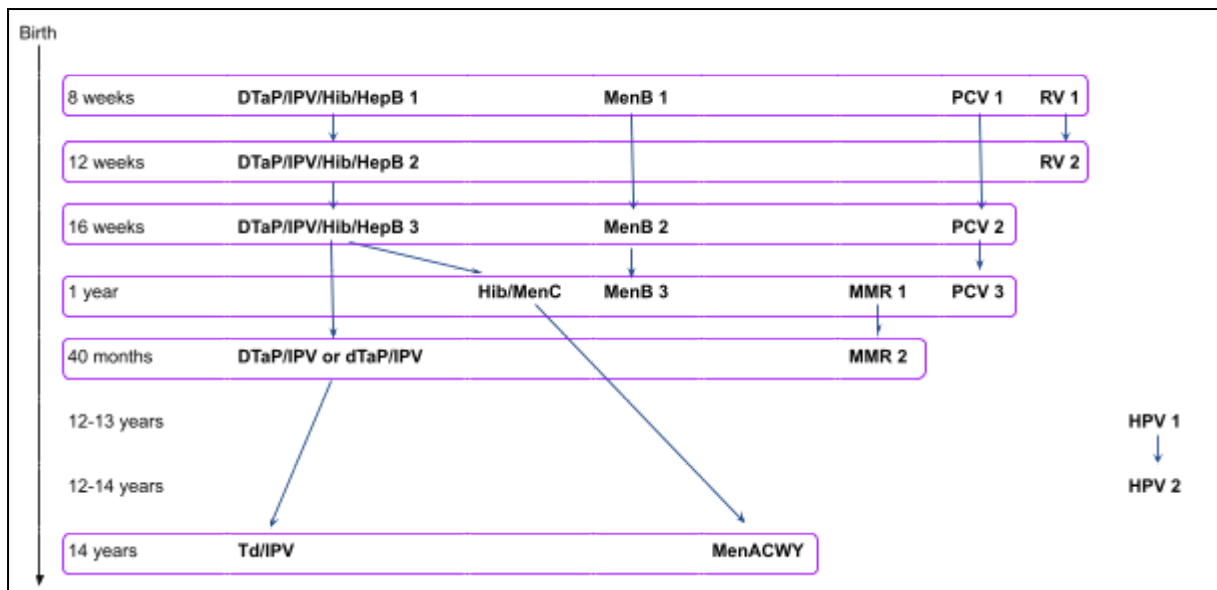 Birth
8 weeks DTaP/IPV/Hib/HepB 1 MenB 1 PCV 1 RV 1
12 weeks DTaP/IPV/Hib/HepB 2 RV 2
16 weeks DTaP/IPV/Hib/HepB 3 MenB 2 PCV 2
1 year Hib/MenC MenB 3 MMR 1 PCV 3
40 months DTaP/IPV or dTaP/IPV MMR 2
12-13 years HPV 1
12-14 years HPV 2
14 years Td/IPV MenACWY